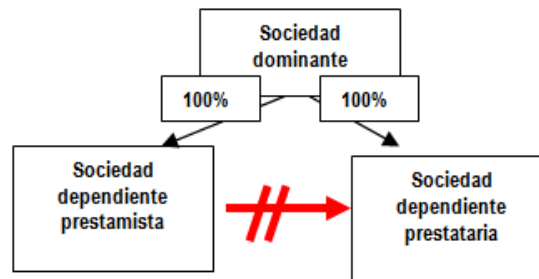 Sociedad
dominante
100%
100%
Sociedad
dependiente
prestamista
Sociedad
dependiente
prestataria